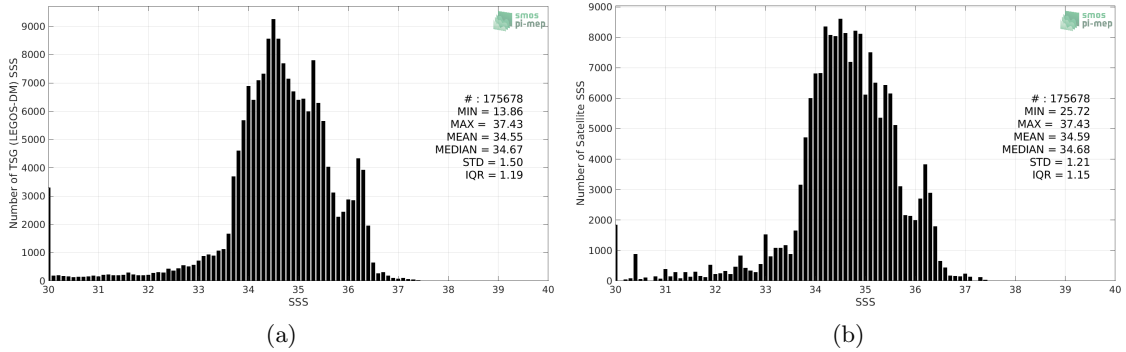 smos
pi-mep
9000
8000
7000
6000
5000
4000
3000
2000
1000
0
Number of TSG (LEGOS-DM) SSS
# : 175678
MIN = 13.86
MAX = 37.43
MEAN = 34.55
MEDIAN = 34.67
STD = 1.50
IQR = 1.19
30 31 32 33 34 35 36 37 38 39 40
SSS
(a)
smos
pi-mep
9000
8000
7000
6000
5000
4000
3000
2000
1000
0
Number of Satellite SSS
# : 175678
MIN = 25.72
MAX = 37.43
MEAN = 34.59
MEDIAN = 34.68
STD = 1.21
IQR = 1.15
30 31 32 33 34 35 36 37 38 39 40
SSS
(b)